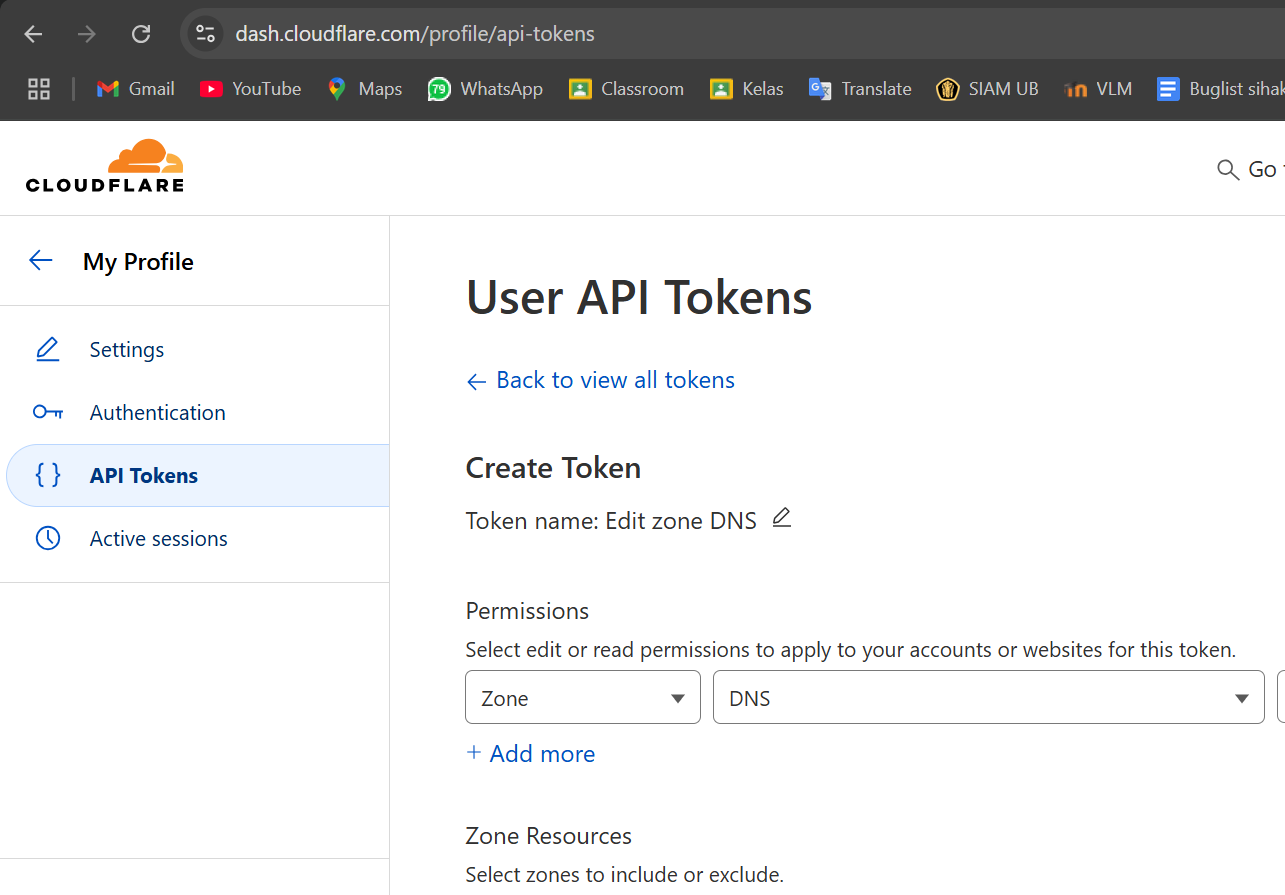 dash.cloudflare.com/profile/api-tokens
Gmail YouTube Maps 79 WhatsApp Classroom Kelas Translate SIAM UB VLM Buglist sihak
CLOUDFLARE
Go
My Profile
Settings
Authentication
API Tokens
Active sessions
User API Tokens
Back to view all tokens
Create Token
Token name: Edit zone DNS
Permissions
Select edit or read permissions to apply to your accounts or websites for this token.
Zone DNS
+ Add more
Zone Resources
Select zones to include or exclude.